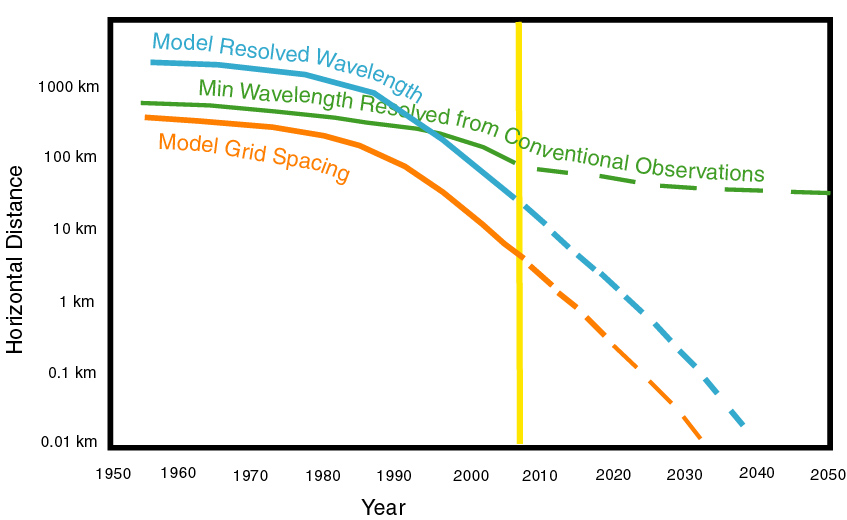 Model Resolved Wavelength
Min Wavelength Resolved from Conventional Observations
Model Grid Spacing
Horizontal Distance
1000 km
100 km
10 km
1 km
0.1 km
0.01 km
1950 1960 1970 1980 1990 2000 2010 2020 2030 2040 2050
Year